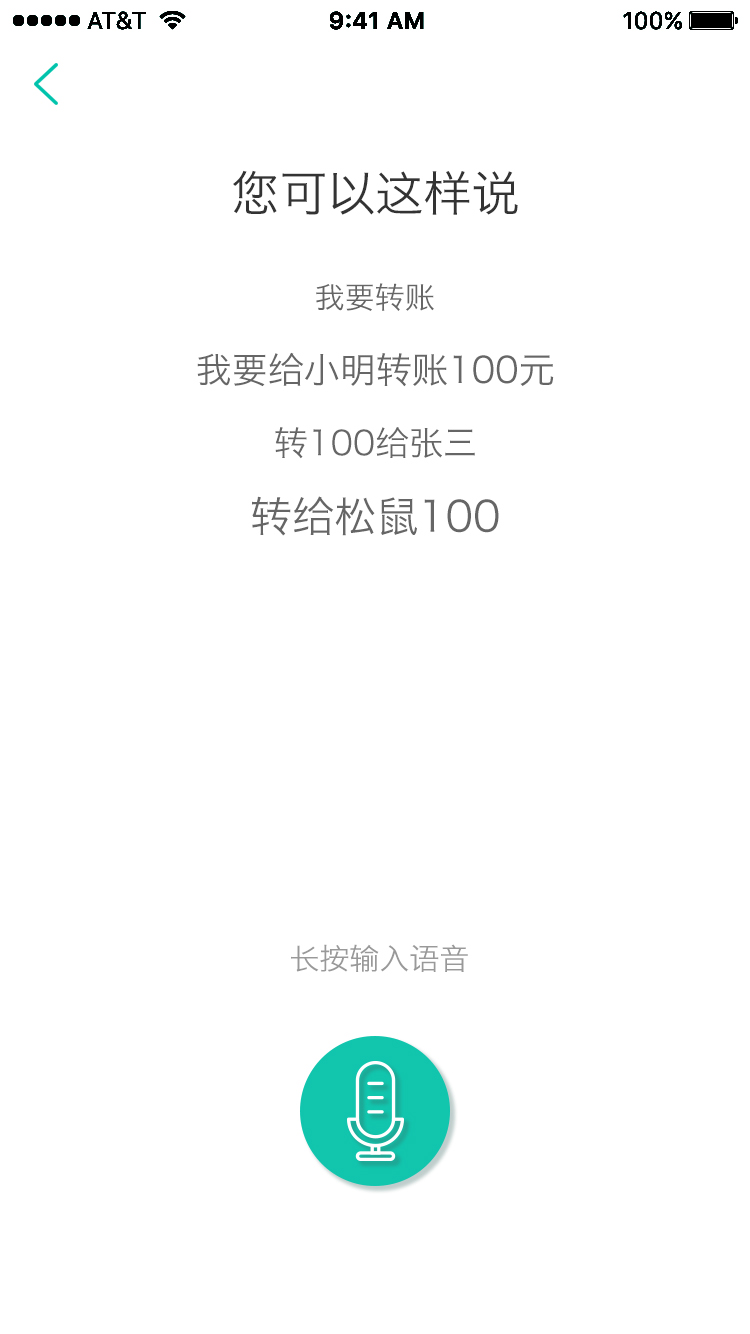 AT&T 9:41 AM 100%
您可以这样说
我要转账
我要给小明转账100元
转100给张三
转给松鼠100
长按输入语音